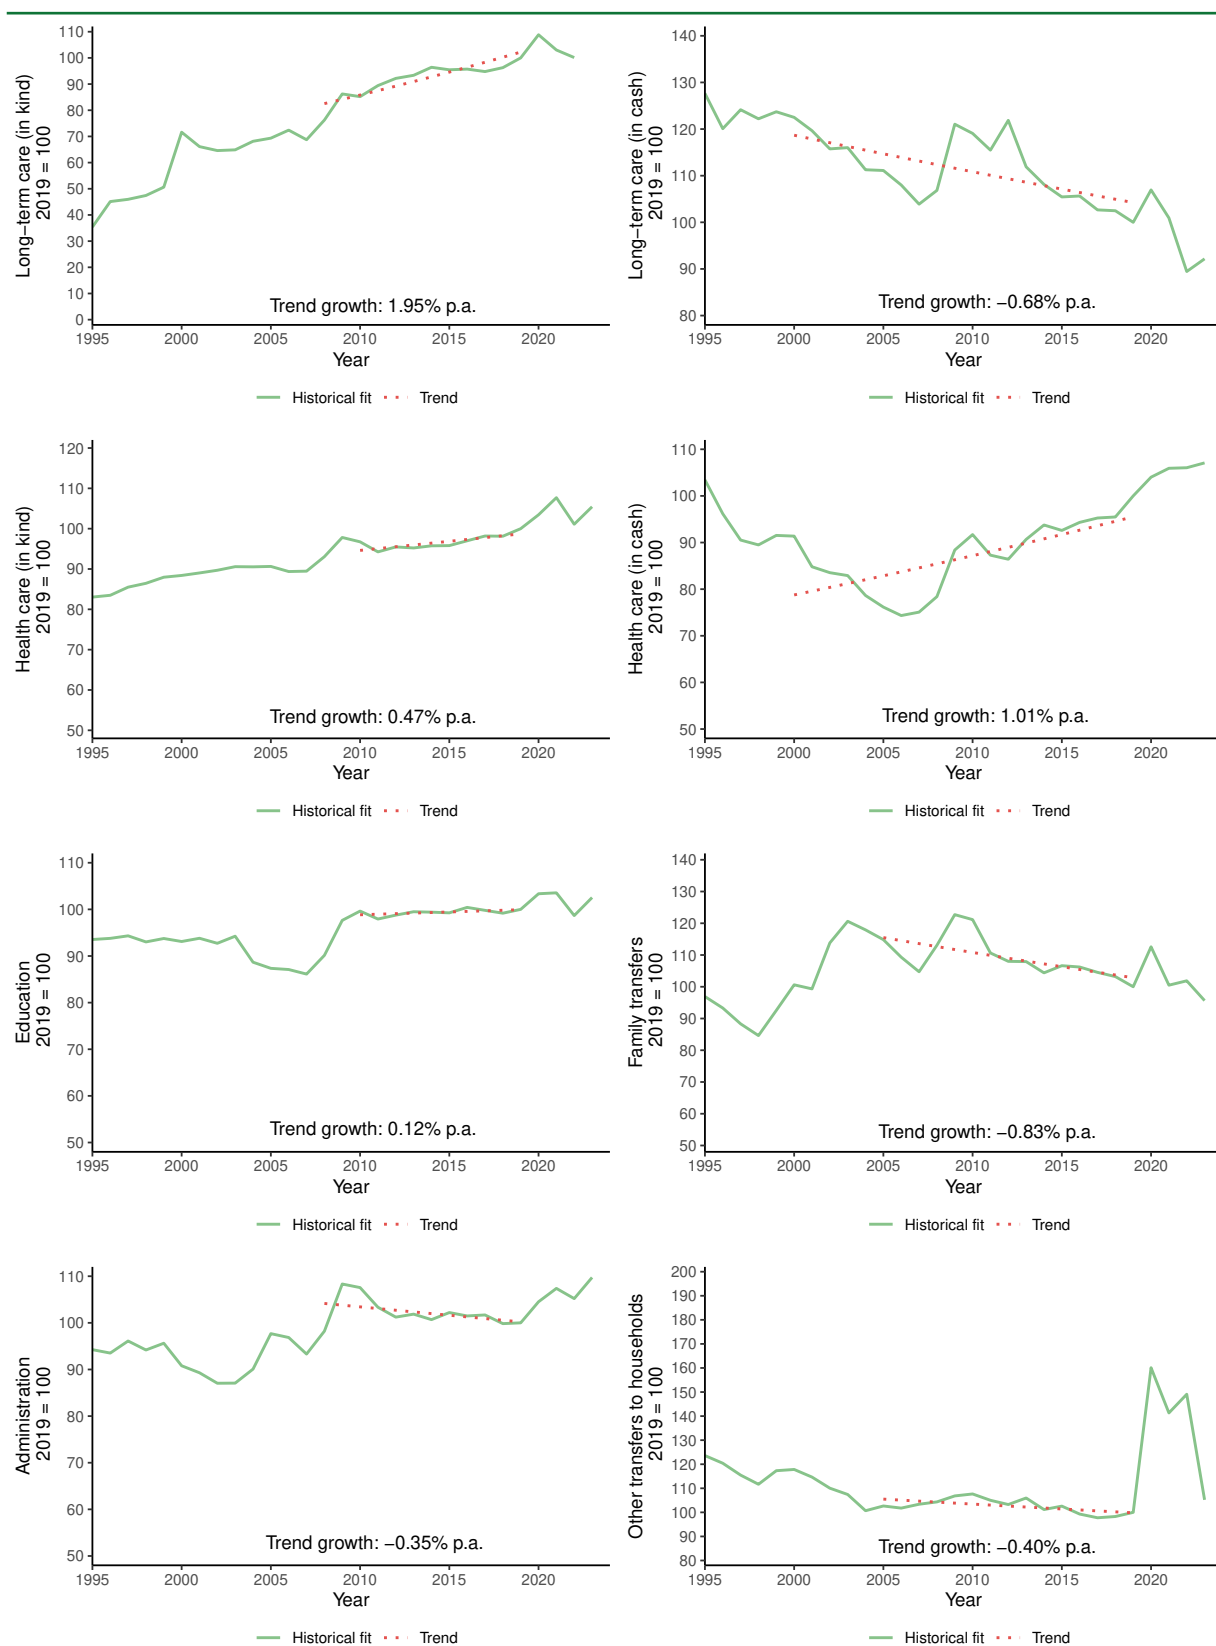 Long−term care (in kind)
2019 = 100
110
100
90
80
70
60
50
40
30
20
10
0
Trend growth: 1.95% p.a.
1995 2000 2005 2010 2015 2020
Year
Historical fit Trend
Long−term care (in cash)
2019 = 100
140
130
120
110
100
90
80
Trend growth: −0.68% p.a.
1995 2000 2005 2010 2015 2020
Year
Historical fit Trend
Health care (in kind)
2019 = 100
120
110
100
90
80
70
60
50
Trend growth: 0.47% p.a.
1995 2000 2005 2010 2015 2020
Year
Historical fit Trend
Health care (in cash)
2019 = 100
110
100
90
80
70
60
50
Trend growth: 1.01% p.a.
1995 2000 2005 2010 2015 2020
Year
Historical fit Trend
Education
2019 = 100
110
100
90
80
70
60
50
Trend growth: 0.12% p.a.
1995 2000 2005 2010 2015 2020
Year
Historical fit Trend
Family transfers
2019 = 100
140
130
120
110
100
90
80
70
60
50
Trend growth: −0.83% p.a.
1995 2000 2005 2010 2015 2020
Year
Historical fit Trend
Administration
2019 = 100
110
100
90
80
70
60
50
Trend growth: −0.35% p.a.
1995 2000 2005 2010 2015 2020
Year
Historical fit Trend
Other transfers to households
2019 = 100
200
190
180
170
160
150
140
130
120
110
100
90
80
Trend growth: −0.40% p.a.
1995 2000 2005 2010 2015 2020
Year
Historical fit Trend